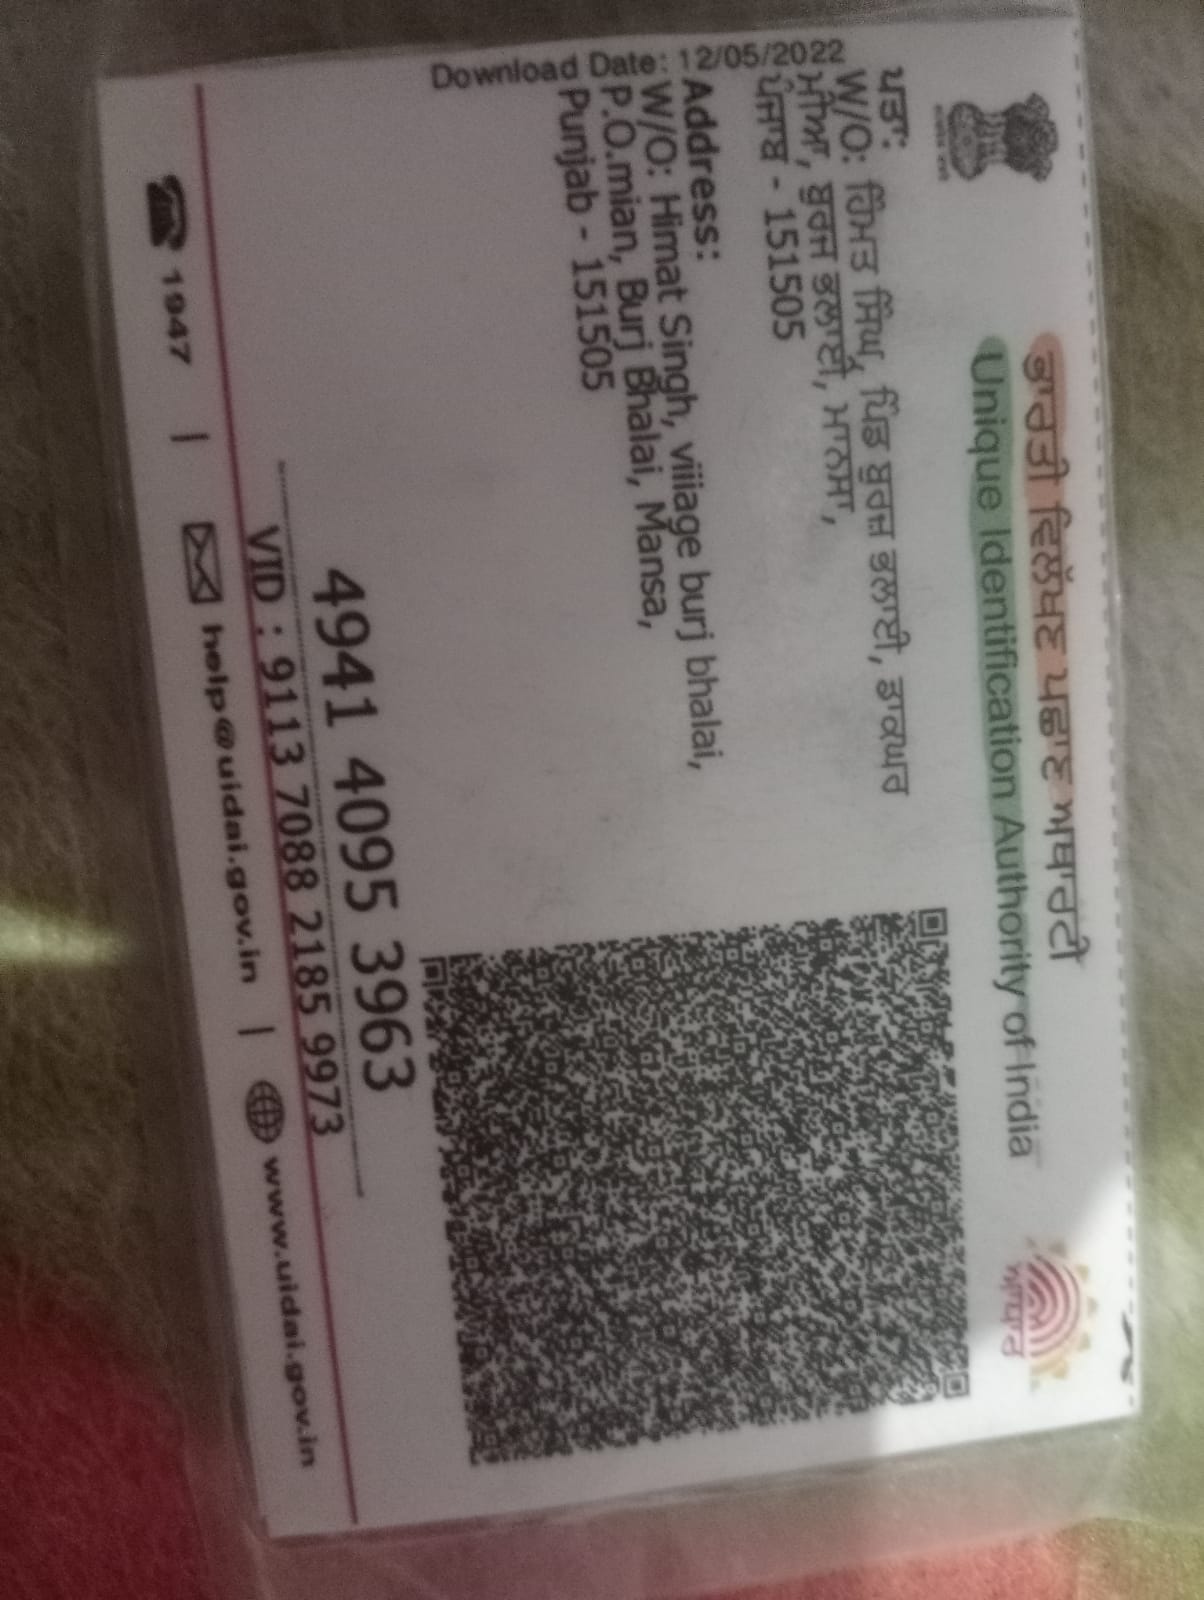 ਭਾਰਤੀ ਵਿਲੱਖਣ ਪਛਾਣ ਅਥਾਰਟੀ
Unique Identification Authority of India
ਆਧਾਰ
ਪਤਾ:
W/O: ਹਿੰਮਤ ਸਿੰਘ, ਪਿੰਡ ਬੁਰਜ ਭਲਾਈ, ਡਾਕਘਰ
ਮੀਂਆ, ਬੁਰਜ ਭਲਾਈ, ਮਾਨਸਾ,
ਪੰਜਾਬ - 151505
Address:
W/O: Himat Singh, viiiage burj bhalai,
P.O.mian, Burj Bhalai, Mansa,
Punjab - 151505
Download Date: 12/05/2022
4941 4095 3963
VID : 9113 7088 2185 9973
1947 | help@uidai.gov.in | www.uidai.gov.in